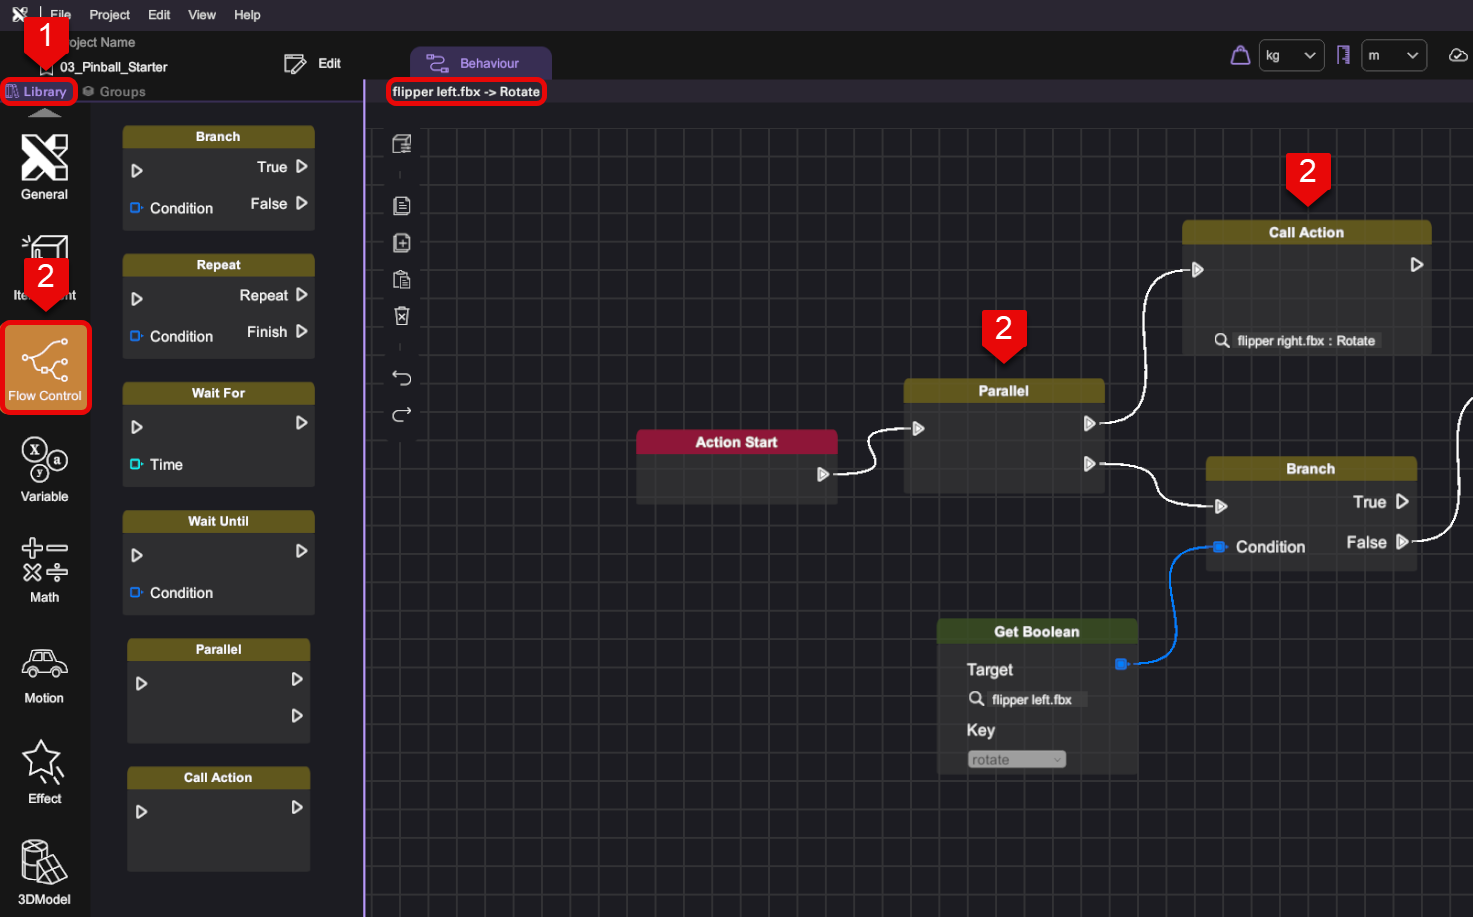 File Project Edit View Help
1
oject Name
03_Pinball_Starter
Edit
Behaviour
kg
m
Library
Groups
flipper left.fbx -> Rotate
General
2
Flow Control
Variable
Math
Motion
Effect
3DModel
Branch
True
Condition
False
Repeat
Repeat
Condition
Finish
Wait For
Time
Wait Until
Condition
Parallel
Call Action
Action Start
2
Parallel
2
Call Action
flipper right.fbx : Rotate
Branch
True
Condition
False
Get Boolean
Target
flipper left.fbx
Key
rotate